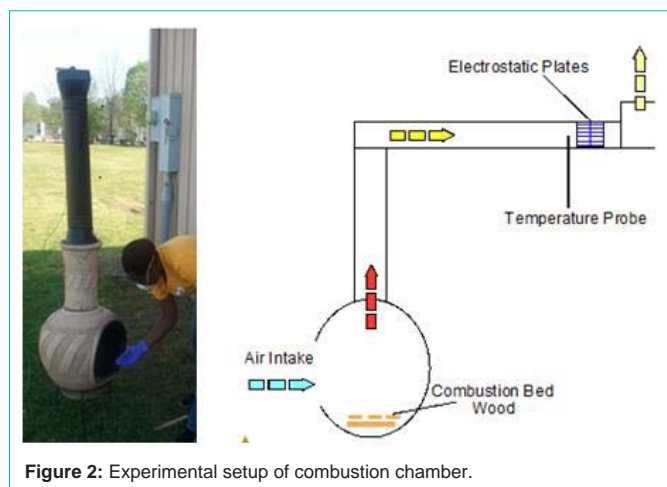 Electrostatic Plates
Temperature Probe
Air Intake
Combustion Bed
Wood
Figure 2: Experimental setup of combustion chamber.